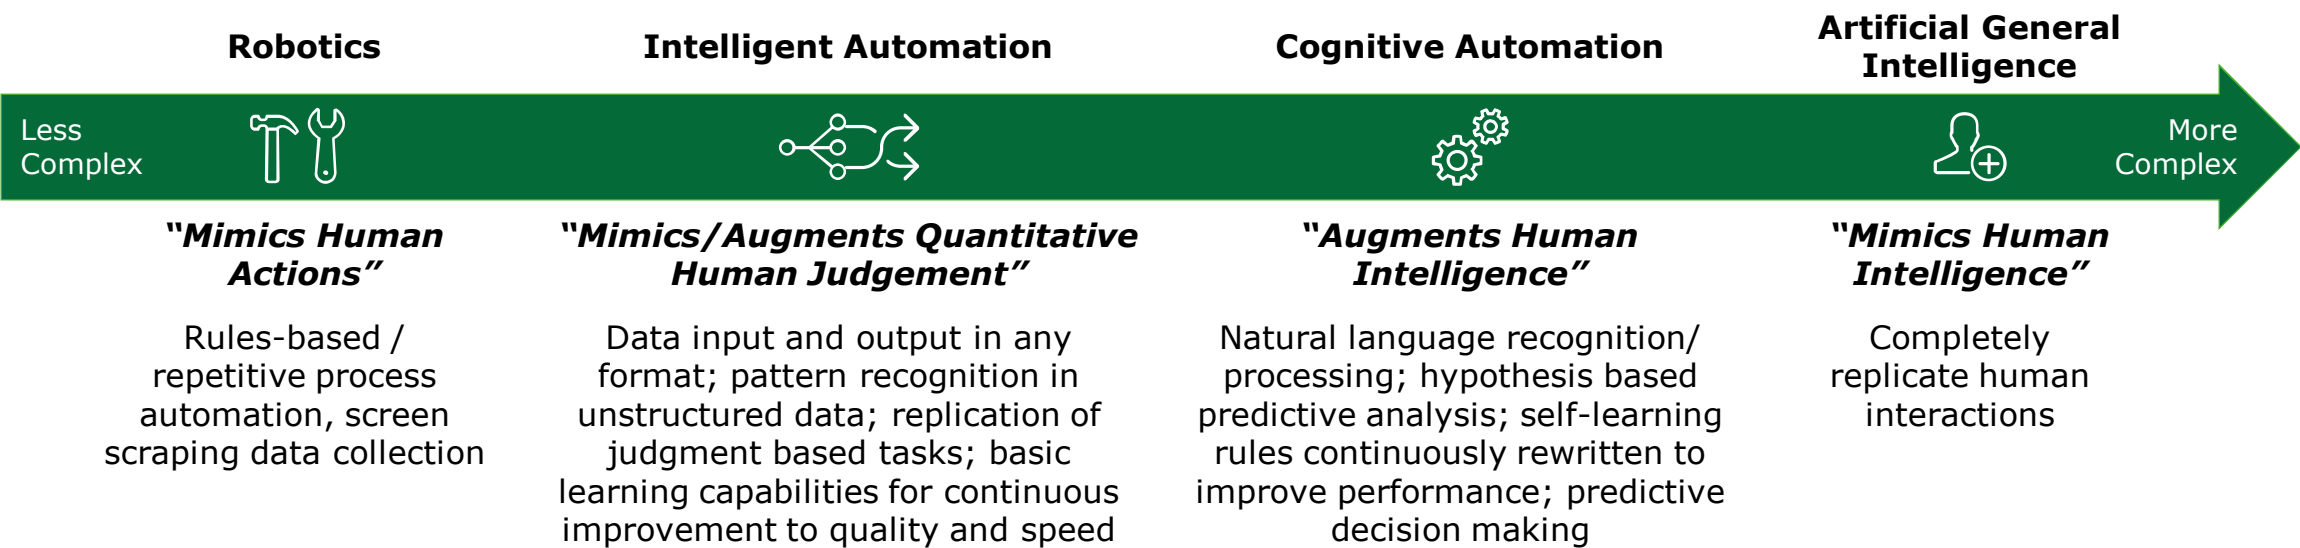 Robotics
Intelligent Automation
Cognitive Automation
Artificial General
Intelligence
Less
Complex
More
Complex
“Mimics Human
Actions”
“Mimics/Augments Quantitative
Human Judgement”
“Augments Human
Intelligence”
“Mimics Human
Intelligence”
Rules-based /
repetitive process
automation, screen
scraping data collection
Data input and output in any
format; pattern recognition in
unstructured data; replication of
judgment based tasks; basic
learning capabilities for continuous
improvement to quality and speed
Natural language recognition/
processing; hypothesis based
predictive analysis; self-learning
rules continuously rewritten to
improve performance; predictive
decision making
Completely
replicate human
interactions